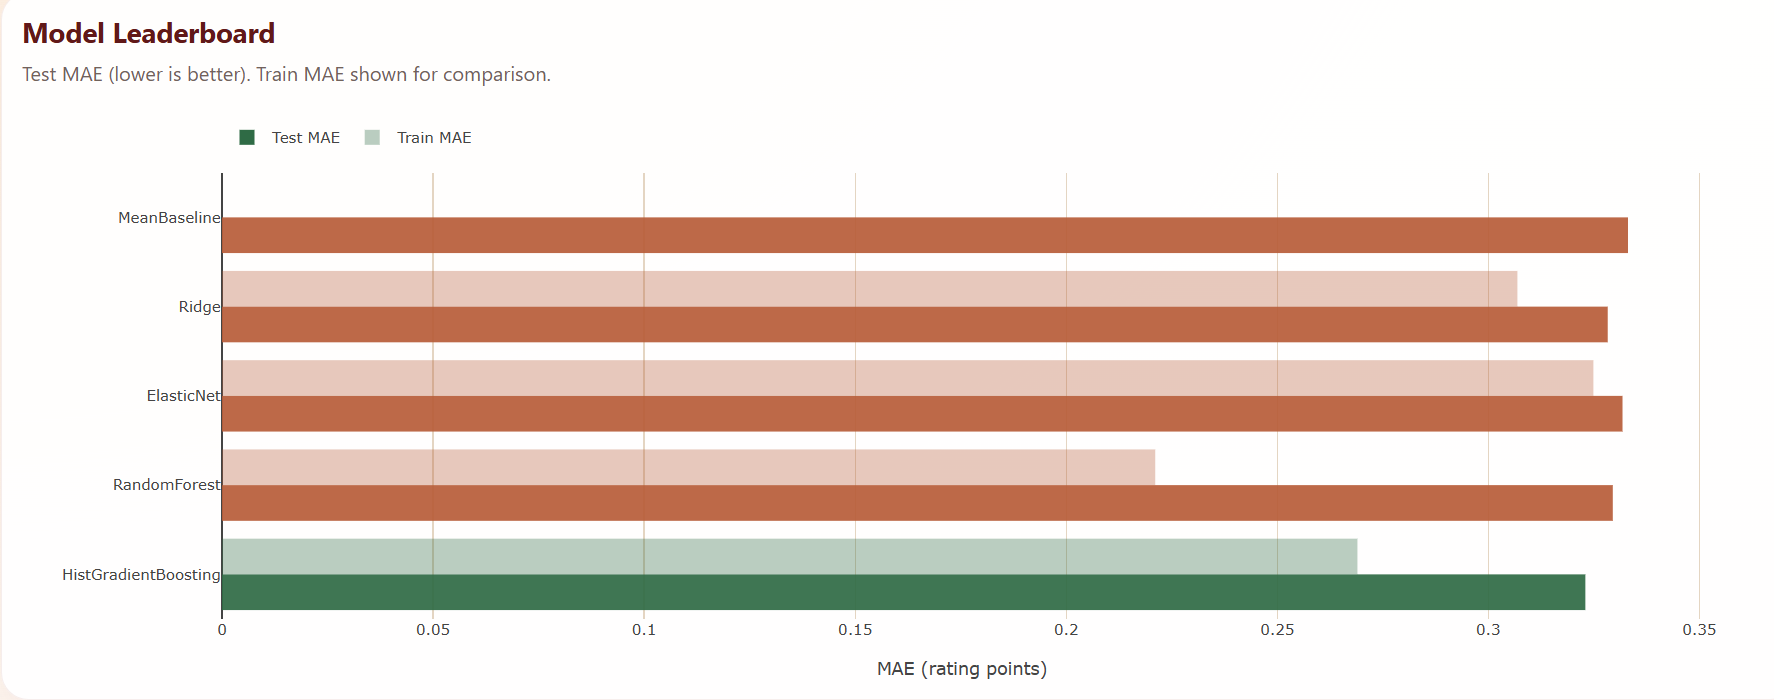 Model Leaderboard
Test MAE (lower is better). Train MAE shown for comparison.
Test MAE Train MAE
MeanBaseline
Ridge
ElasticNet
RandomForest
HistGradientBoosting
0 0.05 0.1 0.15 0.2 0.25 0.3 0.35
MAE (rating points)